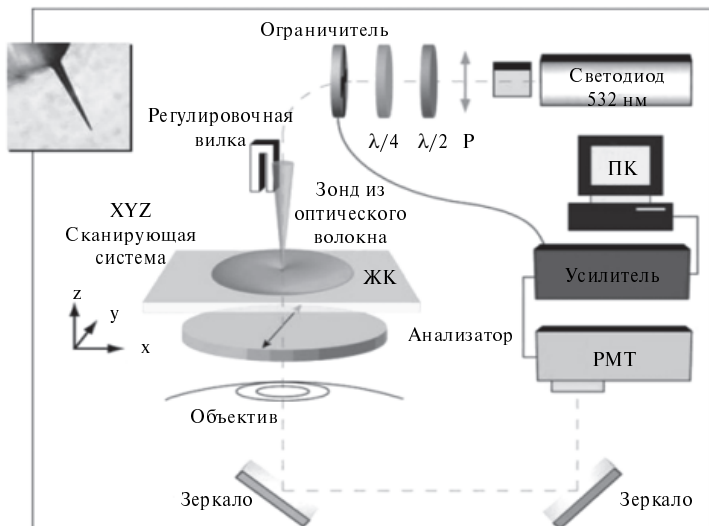 Ограничитель
Светодиод
532 нм
Регулировочная
вилка
λ/4
λ/2
P
ПК
Зонд из
оптического
волокна
XYZ
Сканирующая
система
ЖК
Усилитель
z
y
x
Анализатор
РМТ
Объектив
Зеркало
Зеркало